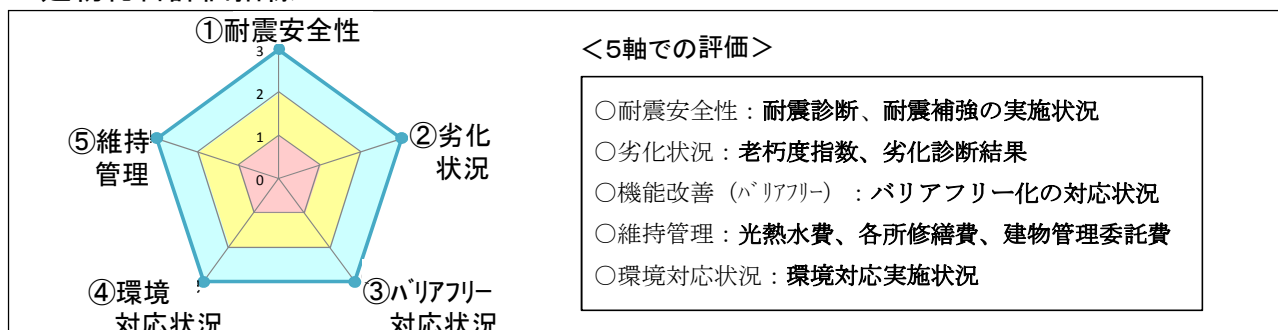 ①耐震安全性
3
2
1
0
②劣化
状況
③バリアフリー
対応状況
④環境
対応状況
⑤維持
管理
＜5軸での評価＞
○耐震安全性：耐震診断、耐震補強の実施状況
○劣化状況：老朽度指数、劣化診断結果
○機能改善（バリアフリー）：バリアフリー化の対応状況
○維持管理：光熱水費、各所修繕費、建物管理委託費
○環境対応状況：環境対応実施状況